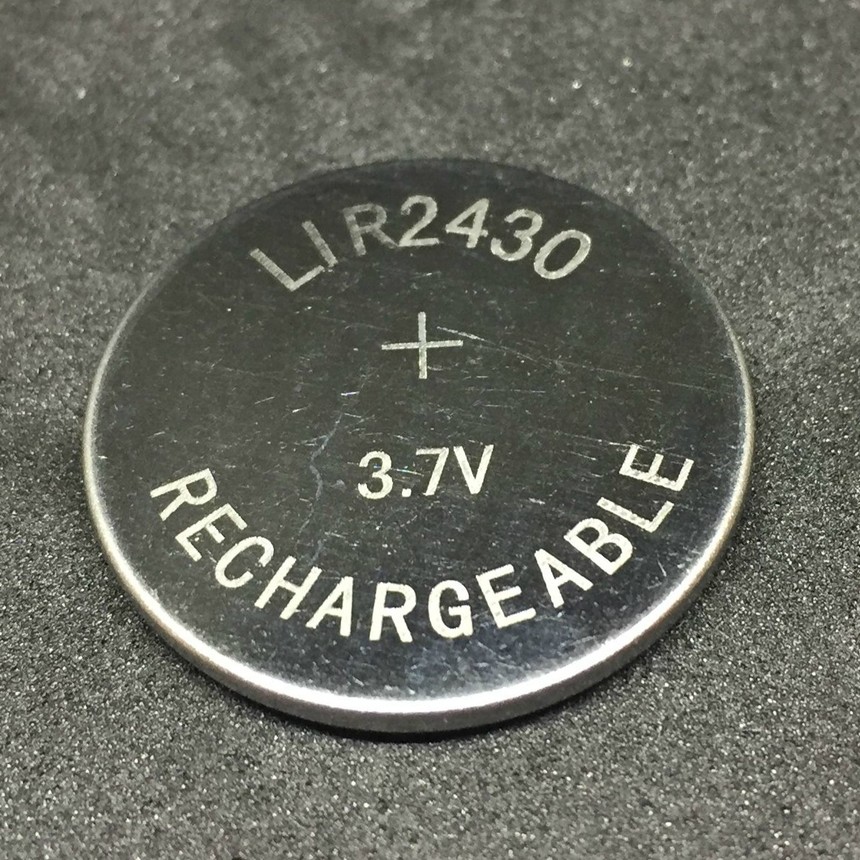 LIR2430
+
3.7V
RECHARGEABLE